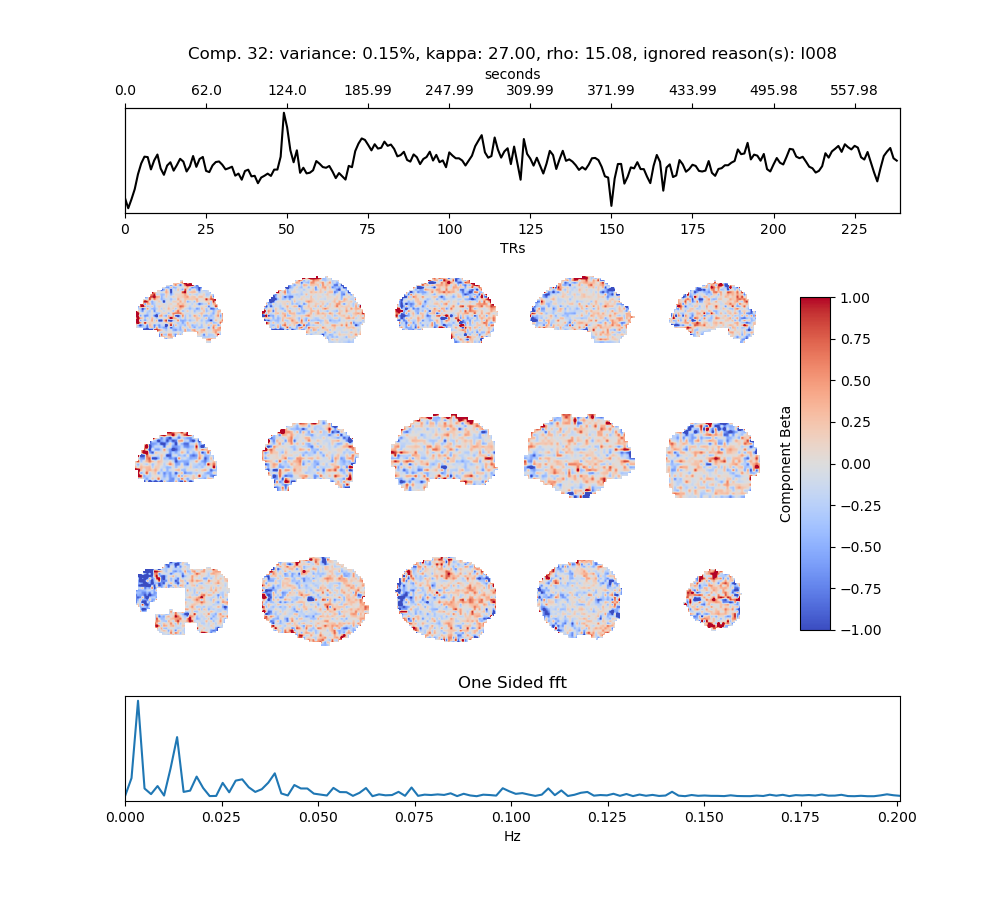 Comp. 32: variance: 0.15%, kappa: 27.00, rho: 15.08, ignored reason(s): I008
seconds
0.0 62.0 124.0 185.99 247.99 309.99 371.99 433.99 495.98 557.98
0 25 50 75 100 125 150 175 200 225
TRs
1.00
0.75
0.50
0.25
0.00
−0.25
−0.50
−0.75
−1.00
Component Beta
One Sided fft
0.000 0.025 0.050 0.075 0.100 0.125 0.150 0.175 0.200
Hz